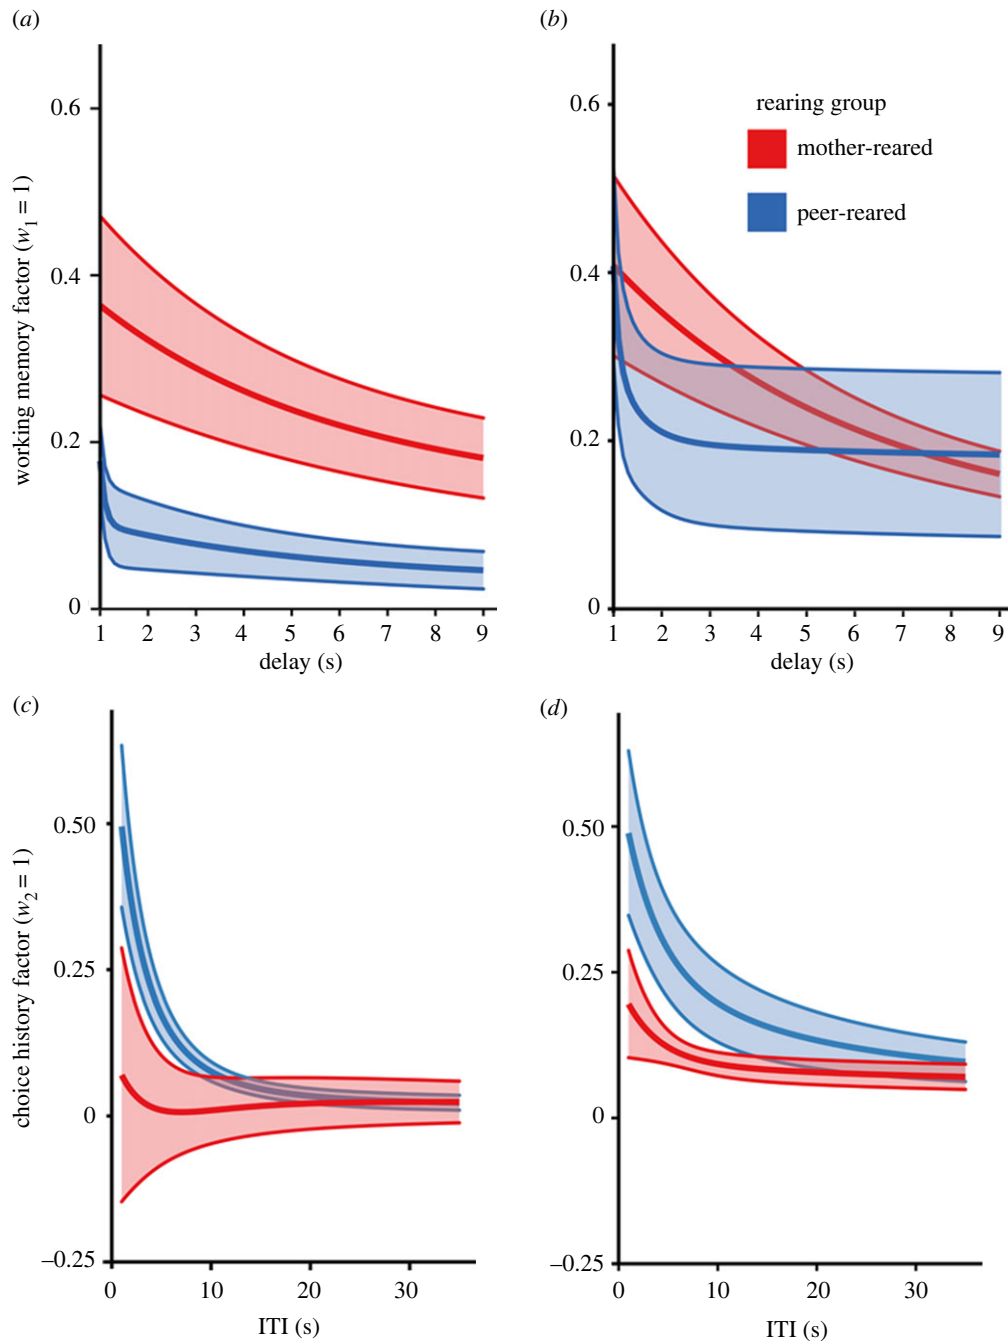 (a)
working memory factor (w1 = 1)
0.6
0.4
0.2
0
1 2 3 4 5 6 7 8 9
delay (s)
(b)
rearing group
mother-reared
peer-reared
0.6
0.4
0.2
0
1 2 3 4 5 6 7 8 9
delay (s)
(c)
choice history factor (w2 = 1)
0.50
0.25
0
–0.25
0 10 20 30
ITI (s)
(d)
0.50
0.25
0
–0.25
0 10 20 30
ITI (s)